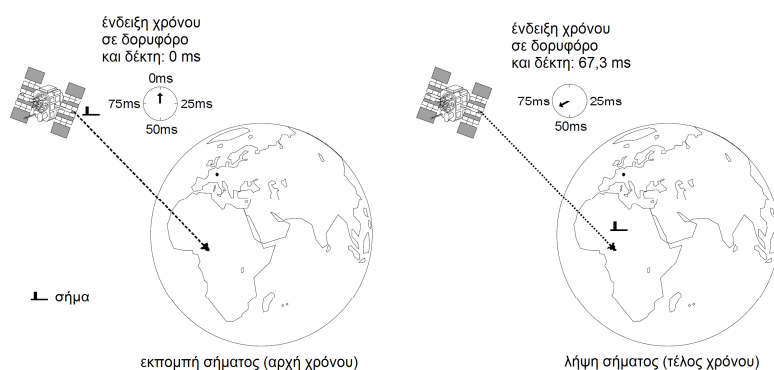 ένδειξη χρόνου
σε δορυφόρο
και δέκτη: 0 ms
0ms
75ms
25ms
50ms
σήμα
εκπομπή σήματος (αρχή χρόνου)
ένδειξη χρόνου
σε δορυφόρο
και δέκτη: 67,3 ms
75ms
25ms
50ms
λήψη σήματος (τέλος χρόνου)